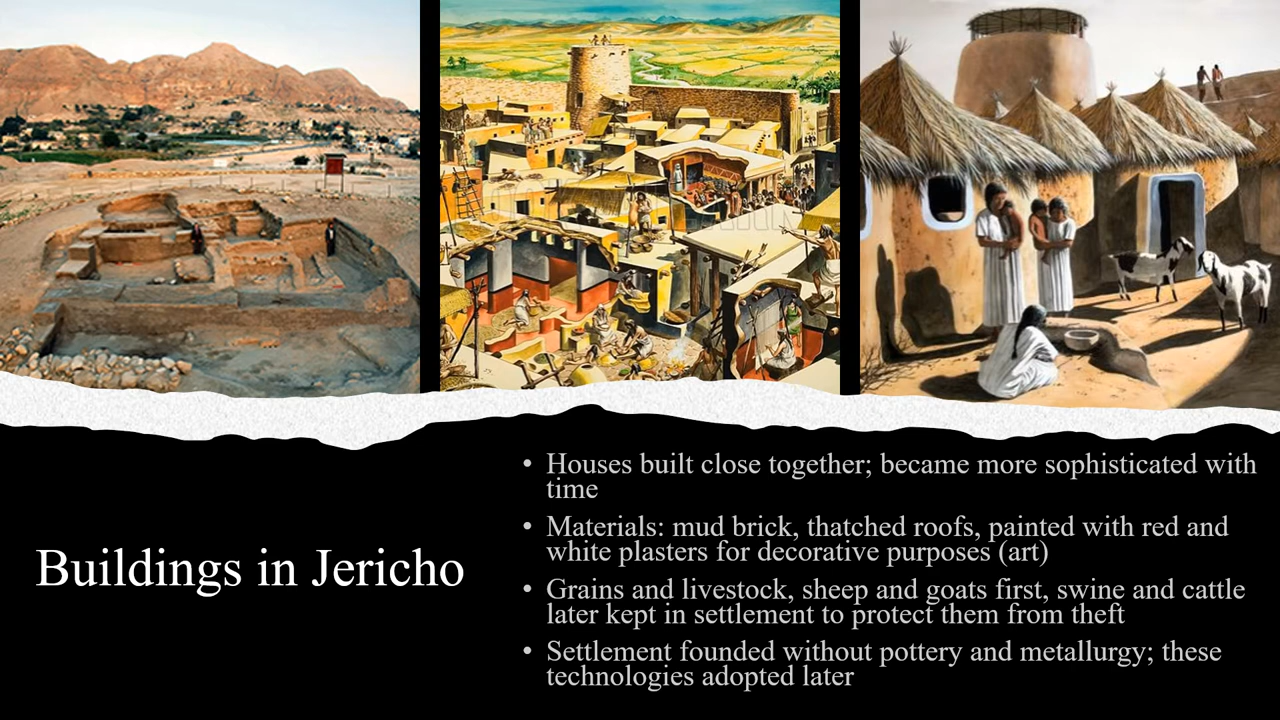 Buildings in Jericho
• Houses built close together; became more sophisticated with
time
• Materials: mud brick, thatched roofs, painted with red and
white plasters for decorative purposes (art)
• Grains and livestock, sheep and goats first, swine and cattle
later kept in settlement to protect them from theft
• Settlement founded without pottery and metallurgy; these
technologies adopted later